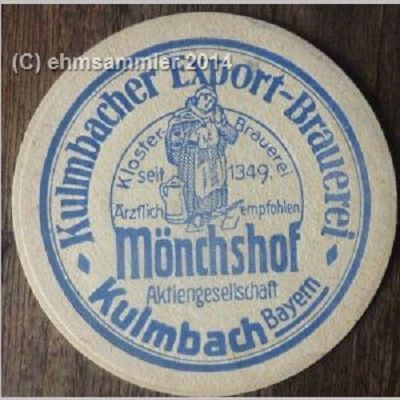 (C) ehmsammler 2014
Kulmbacher Export-Brauerei
Kloster Brauerei
seit 1349.
Ärztlich empfohlen
Mönchshof
Aktiengesellschaft
Kulmbach Bayern